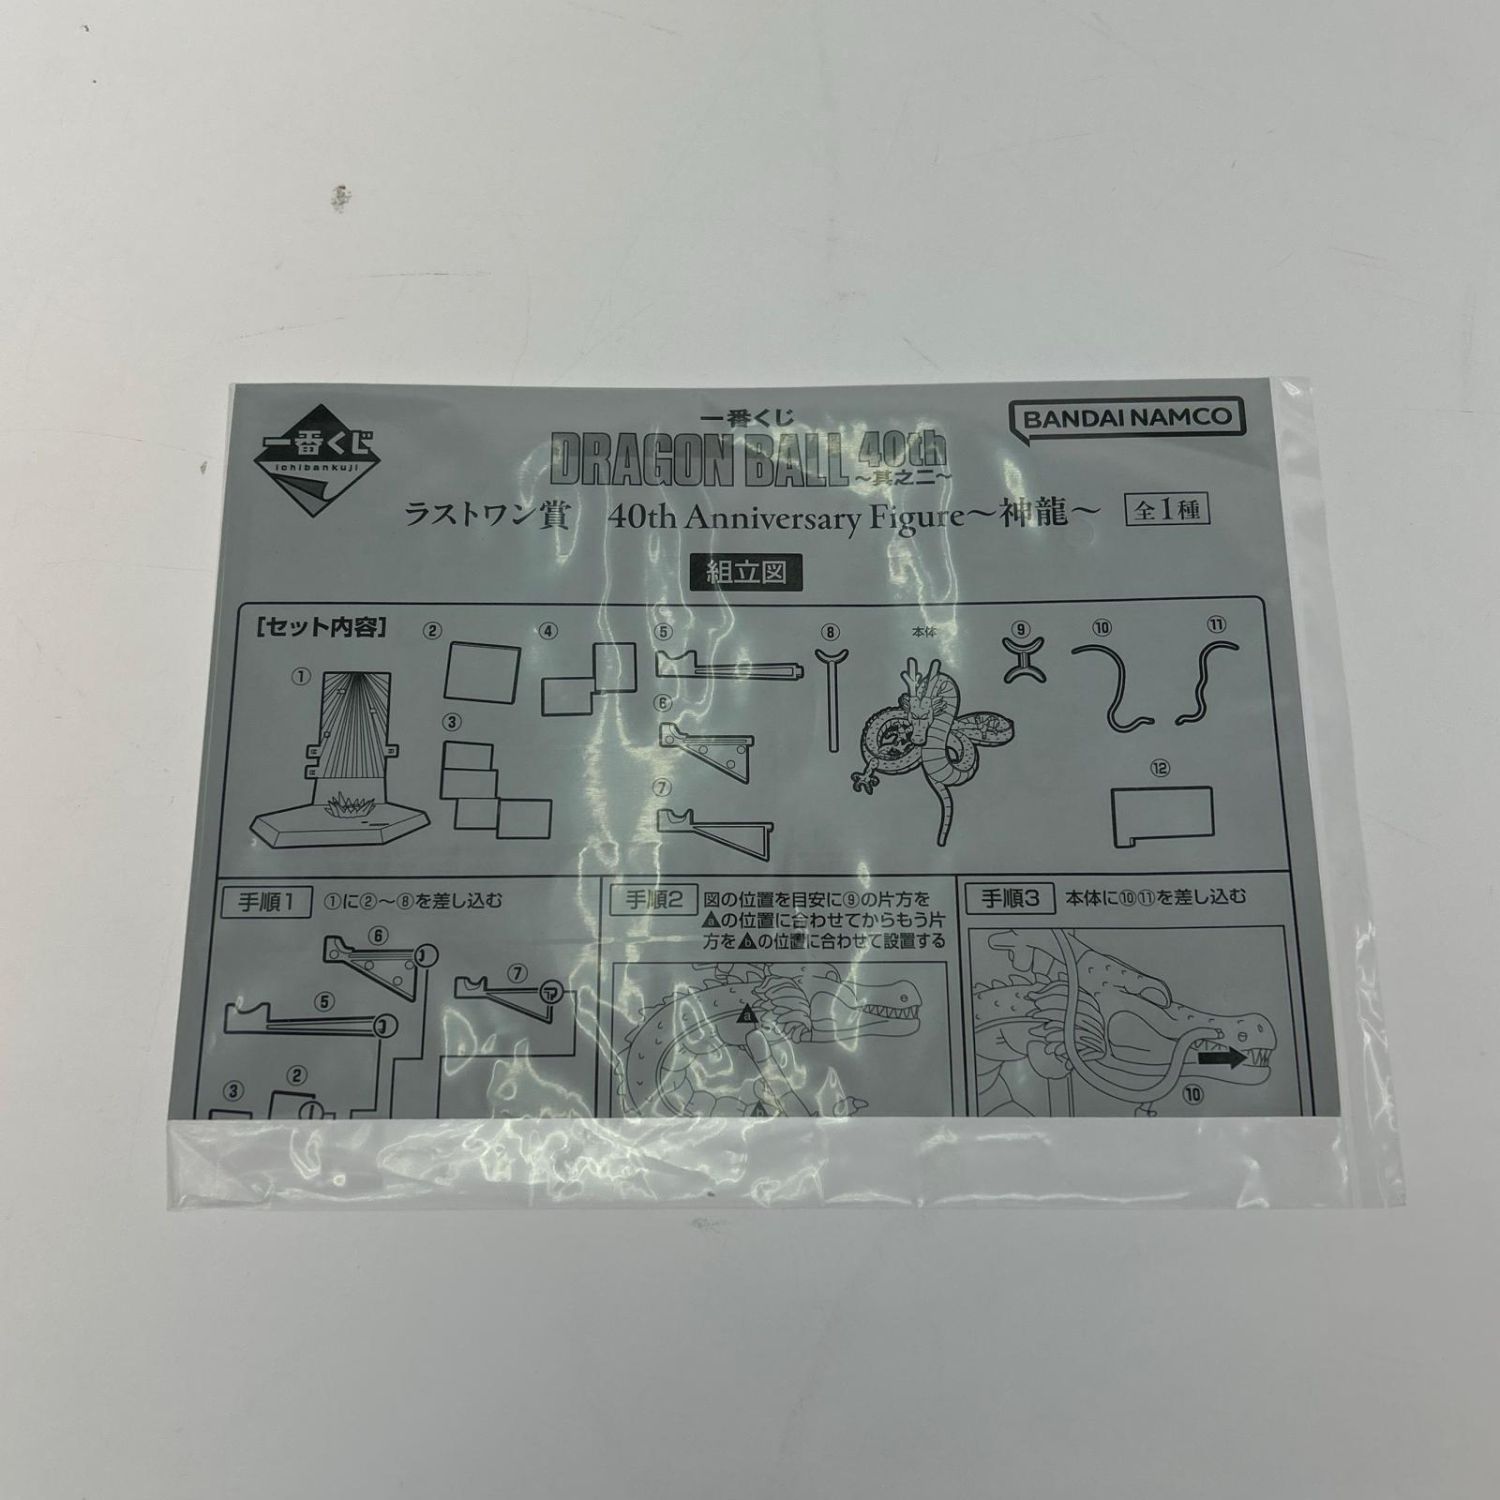 一番くじ
ichibankuji
一番くじ
DRAGON BALL 40th
～其之二～
BANDAI NAMCO
ラストワン賞 40th Anniversary Figure～神龍～ 全1種
組立図
[セット内容]
①
②
③
④
⑤
⑥
⑦
⑧
本体
⑨
⑩
⑪
⑫
手順1 ①に②～⑧を差し込む
⑥
⑦
⑤
②
③
手順2 図の位置を目安に⑨の片方を
aの位置に合わせてからもう片
方をbの位置に合わせて設置する
a
b
手順3 本体に⑩⑪を差し込む
⑩